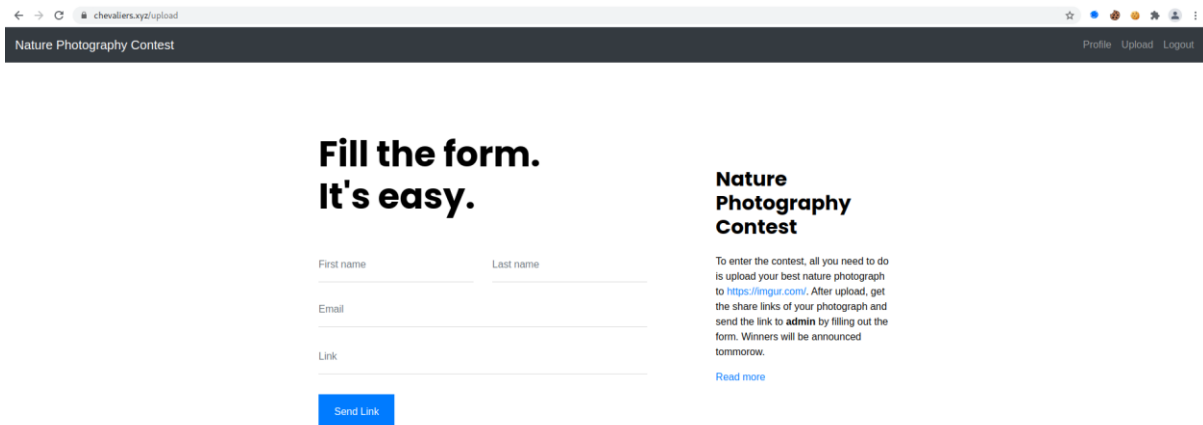 chevaliers.xyz/upload
Nature Photography Contest
Profile Upload Logout
Fill the form.
It's easy.
First name Last name
Email
Link
Send Link
Nature
Photography
Contest
To enter the contest, all you need to do
is upload your best nature photograph
to https://imgur.com/. After upload, get
the share links of your photograph and
send the link to admin by filling out the
form. Winners will be announced
tommorow.
Read more